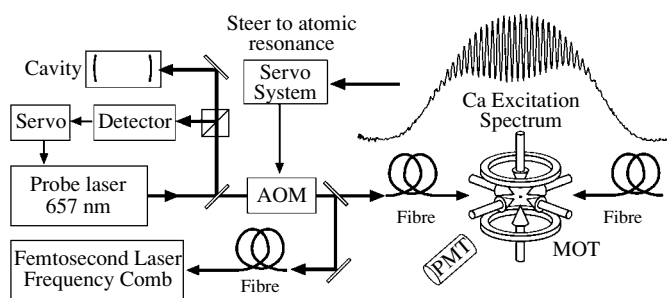 Steer to atomic
resonance
Cavity
Servo
System
Ca Excitation
Spectrum
Servo
Detector
Probe laser
657 nm
AOM
Fibre
Fibre
MOT
PMT
Femtosecond Laser
Frequency Comb
Fibre